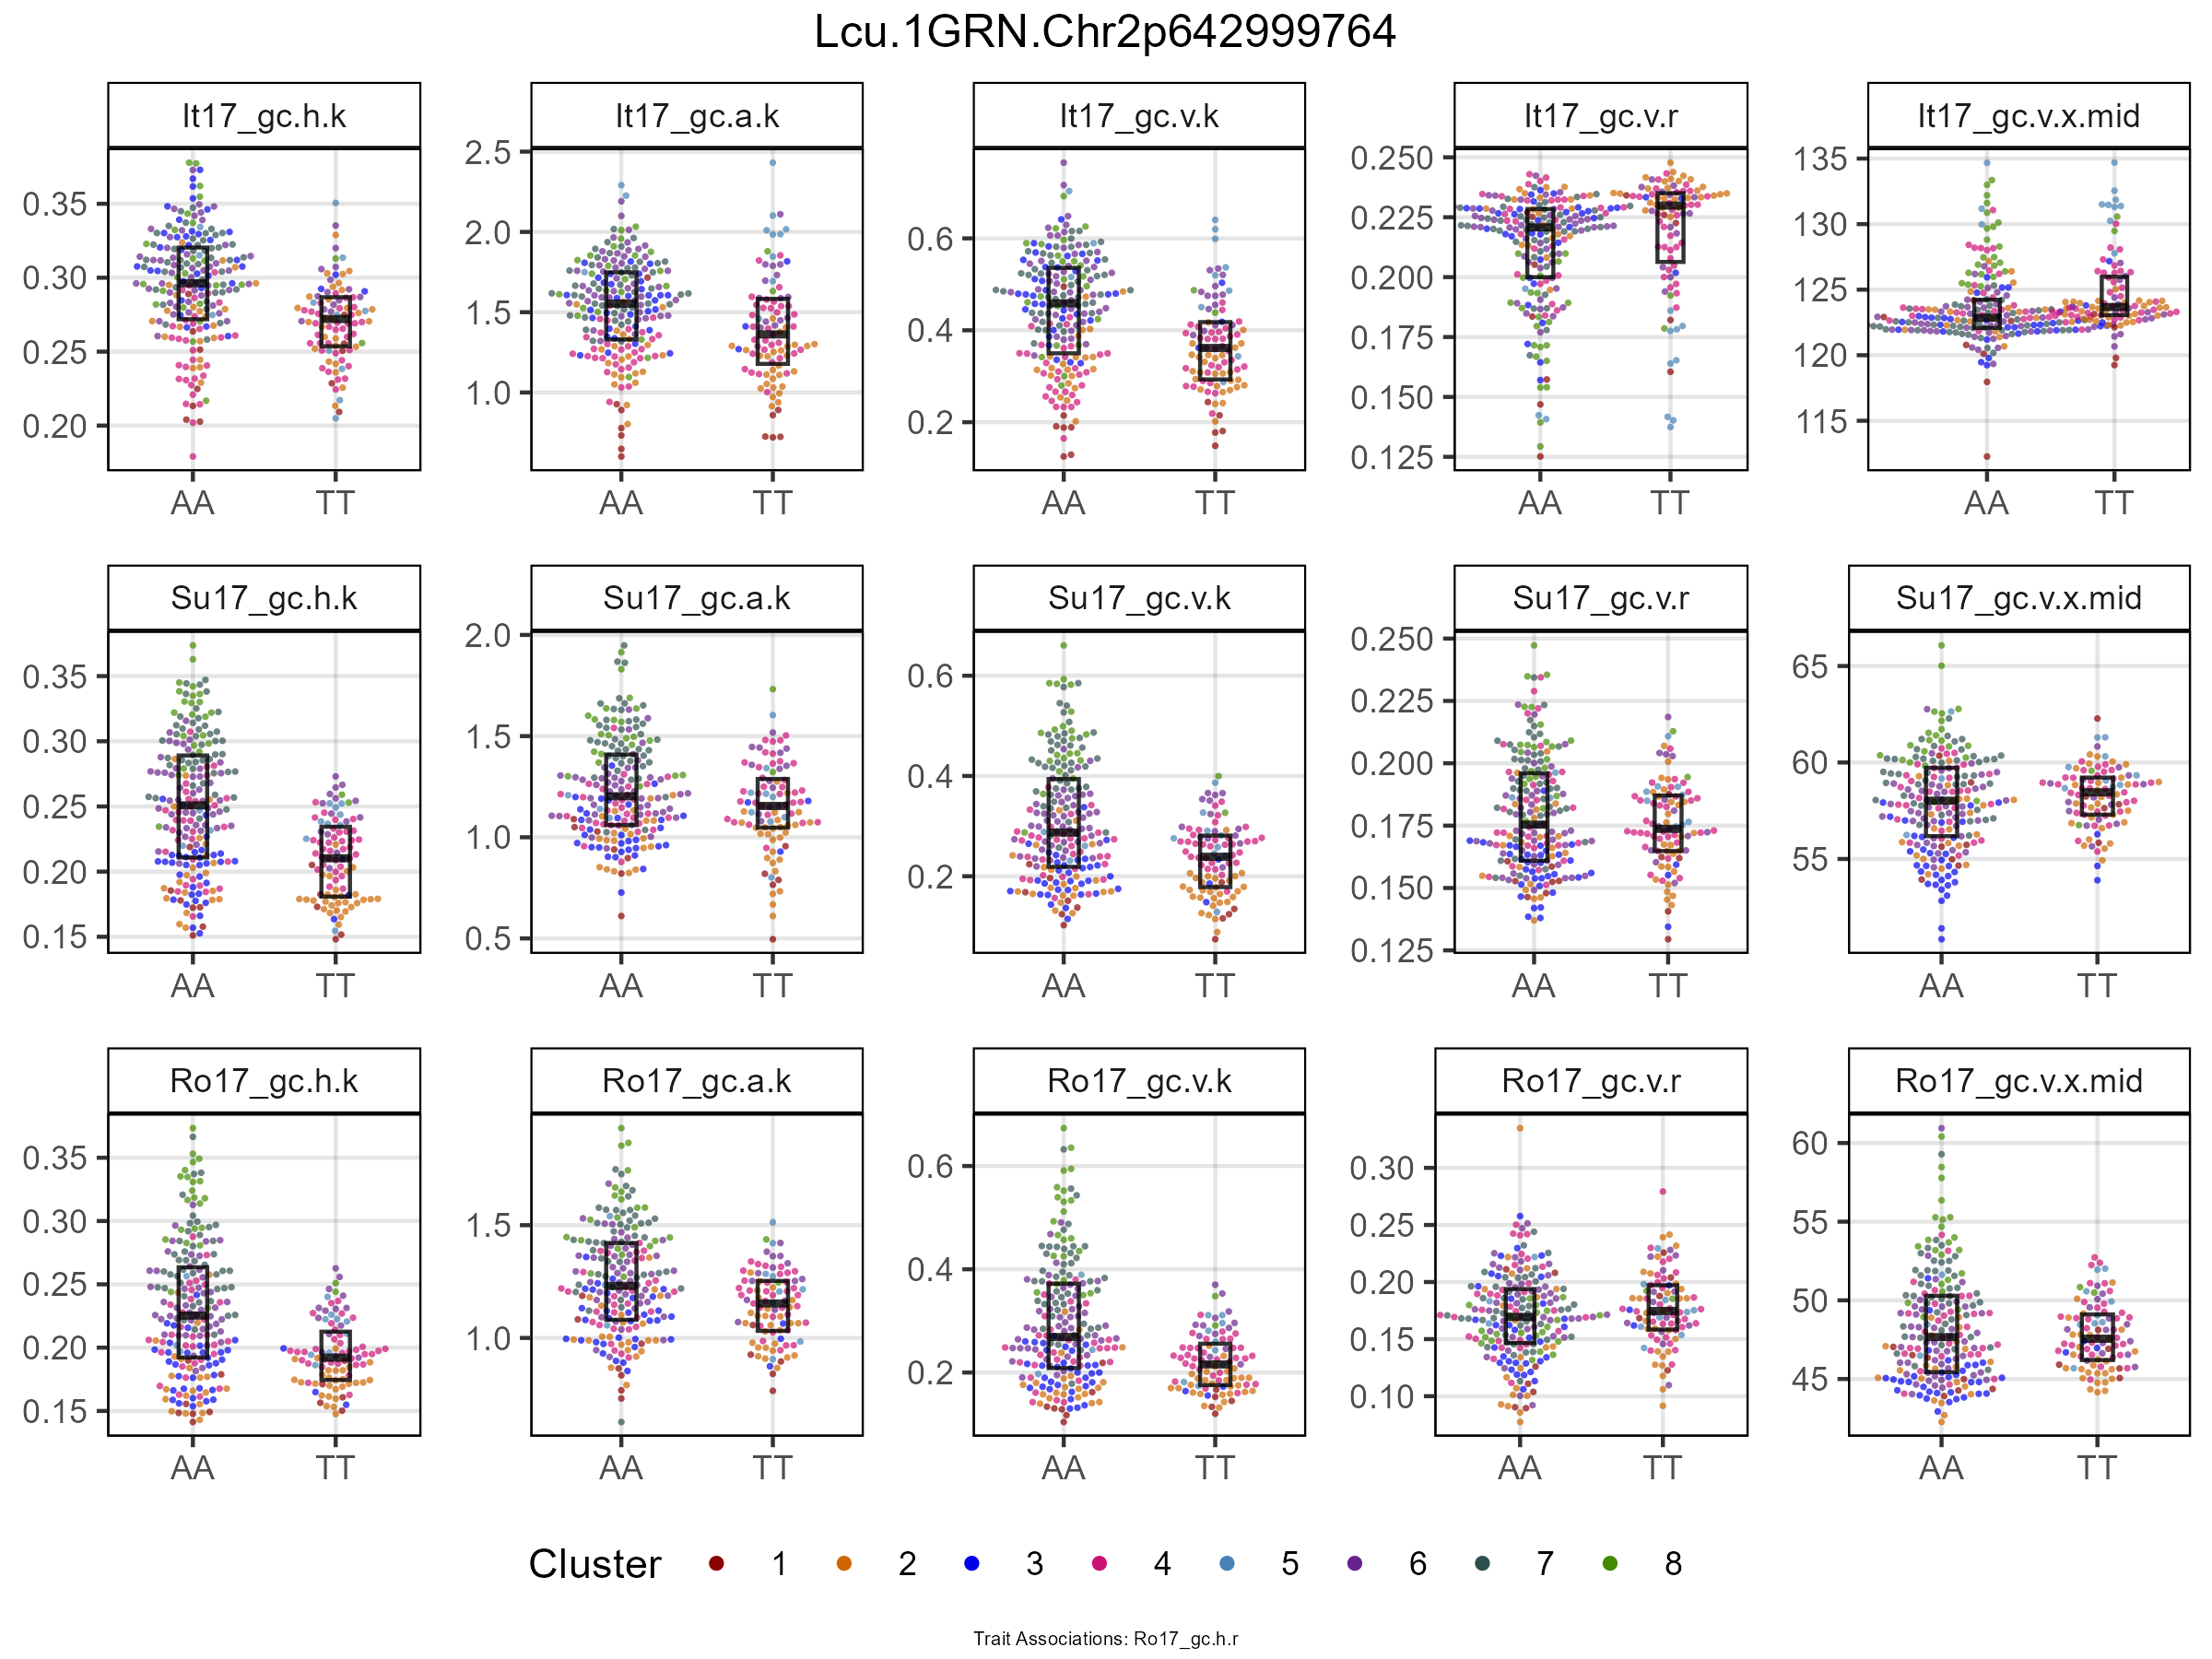 Lcu.1GRN.Chr2p642999764
It17_gc.h.k
It17_gc.a.k
It17_gc.v.k
It17_gc.v.r
It17_gc.v.x.mid
0.35
0.30
0.25
0.20
AA TT
2.5
2.0
1.5
1.0
AA TT
0.6
0.4
0.2
AA TT
0.250
0.225
0.200
0.175
0.150
0.125
AA TT
135
130
125
120
115
AA TT
Su17_gc.h.k
Su17_gc.a.k
Su17_gc.v.k
Su17_gc.v.r
Su17_gc.v.x.mid
0.35
0.30
0.25
0.20
0.15
AA TT
2.0
1.5
1.0
0.5
AA TT
0.6
0.4
0.2
AA TT
0.250
0.225
0.200
0.175
0.150
0.125
AA TT
65
60
55
AA TT
Ro17_gc.h.k
Ro17_gc.a.k
Ro17_gc.v.k
Ro17_gc.v.r
Ro17_gc.v.x.mid
0.35
0.30
0.25
0.20
0.15
AA TT
1.5
1.0
AA TT
0.6
0.4
0.2
AA TT
0.30
0.25
0.20
0.15
0.10
AA TT
60
55
50
45
AA TT
Cluster 1 2 3 4 5 6 7 8
Trait Associations: Ro17_gc.h.r